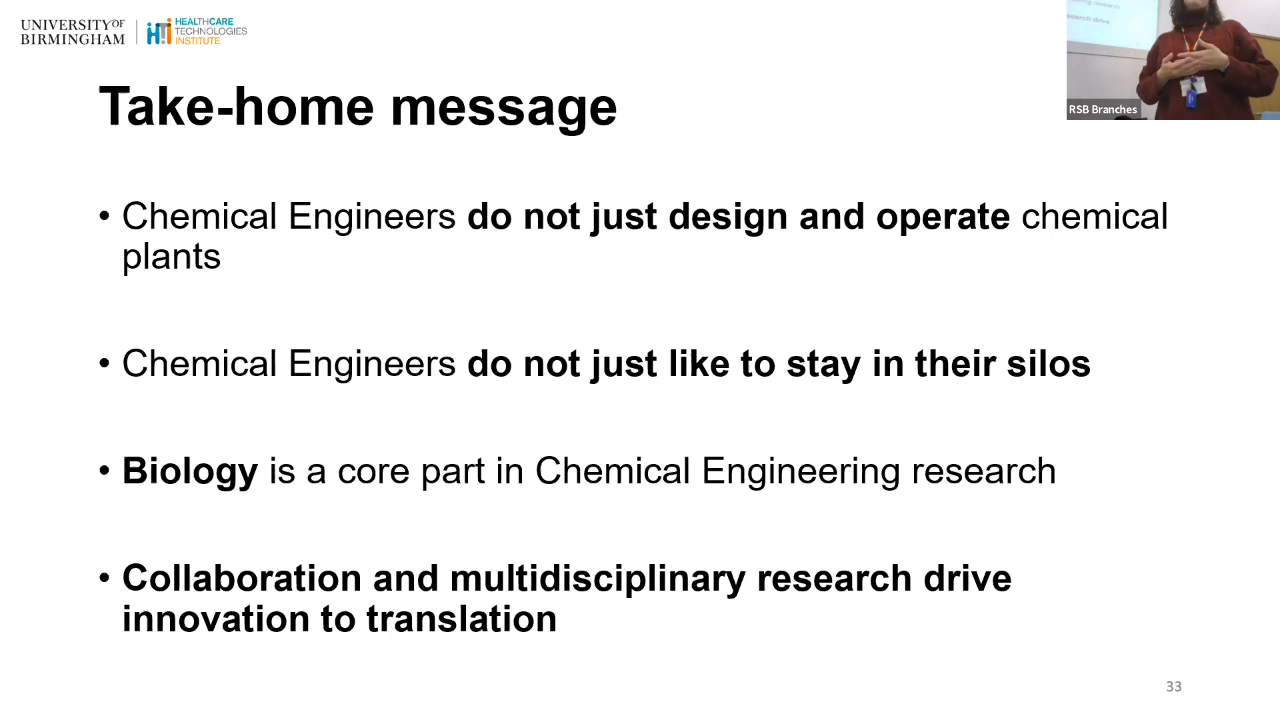 UNIVERSITY OF
BIRMINGHAM
HEALTHCARE
TECHNOLOGIES
INSTITUTE
RSB Branches
Take-home message
• Chemical Engineers do not just design and operate chemical
plants
• Chemical Engineers do not just like to stay in their silos
• Biology is a core part in Chemical Engineering research
• Collaboration and multidisciplinary research drive
innovation to translation
33